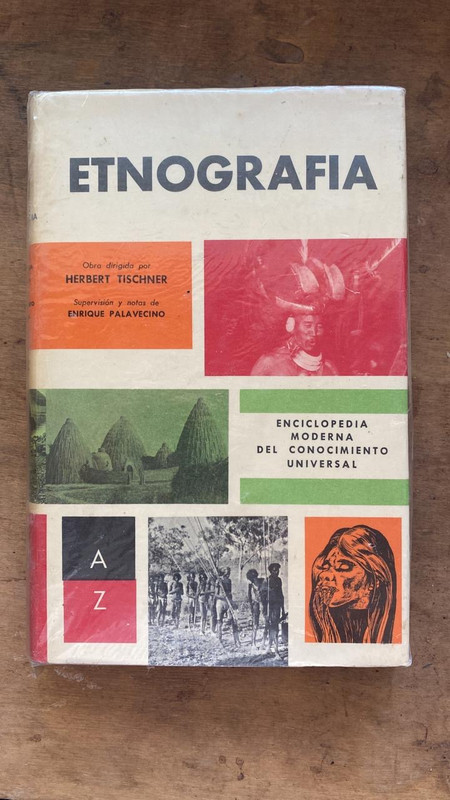 ETNOGRAFIA
Obra dirigida por
HERBERT TISCHNER
Supervisión y notas de
ENRIQUE PALAVECINO
ENCICLOPEDIA
MODERNA
DEL CONOCIMIENTO
UNIVERSAL
A
Z